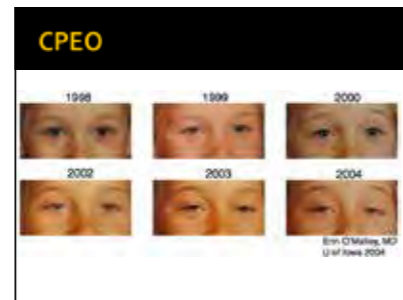 CPEO
1998 1999 2000
2002 2003 2004
Erin O'Malley, MD
U of Iowa 2004